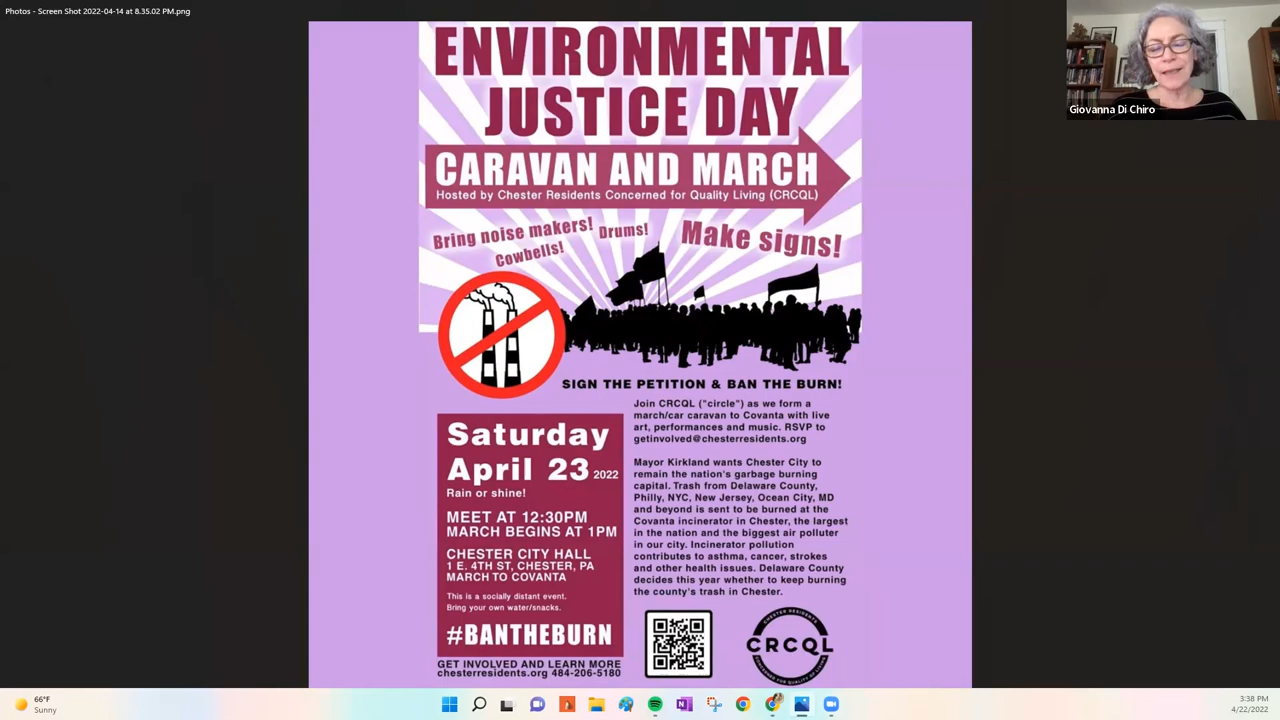 Photos - Screen Shot 2022-04-14 at 8.35.02 PM.png
Giovanna Di Chiro
ENVIRONMENTAL
JUSTICE DAY
CARAVAN AND MARCH
Hosted by Chester Residents Concerned for Quality Living (CRCQL)
Bring noise makers!
Cowbells!
Drums!
Make signs!
SIGN THE PETITION & BAN THE BURN!
Join CRCQL ("circle") as we form a
march/car caravan to Covanta with live
art, performances and music. RSVP to
getinvolved@chesterresidents.org
Mayor Kirkland wants Chester City to
remain the nation's garbage burning
capital. Trash from Delaware County,
Philly, NYC, New Jersey, Ocean City, MD
and beyond is sent to be burned at the
Covanta incinerator in Chester, the largest
in the nation and the biggest air polluter
in our city. Incinerator pollution
contributes to asthma, cancer, strokes
and other health issues. Delaware County
decides this year whether to keep burning
the county's trash in Chester.
Saturday
April 23 2022
Rain or shine!
MEET AT 12:30PM
MARCH BEGINS AT 1PM
CHESTER CITY HALL
1 E. 4TH ST, CHESTER, PA
MARCH TO COVANTA
This is a socially distant event.
Bring your own water/snacks.
#BANTHEBURN
GET INVOLVED AND LEARN MORE
chesterresidents.org 484-206-5180
CHESTER RESIDENTS
CRCQL
CONCERNED FOR QUALITY OF LIVING
66°F
Sunny
3:38 PM
4/22/2022